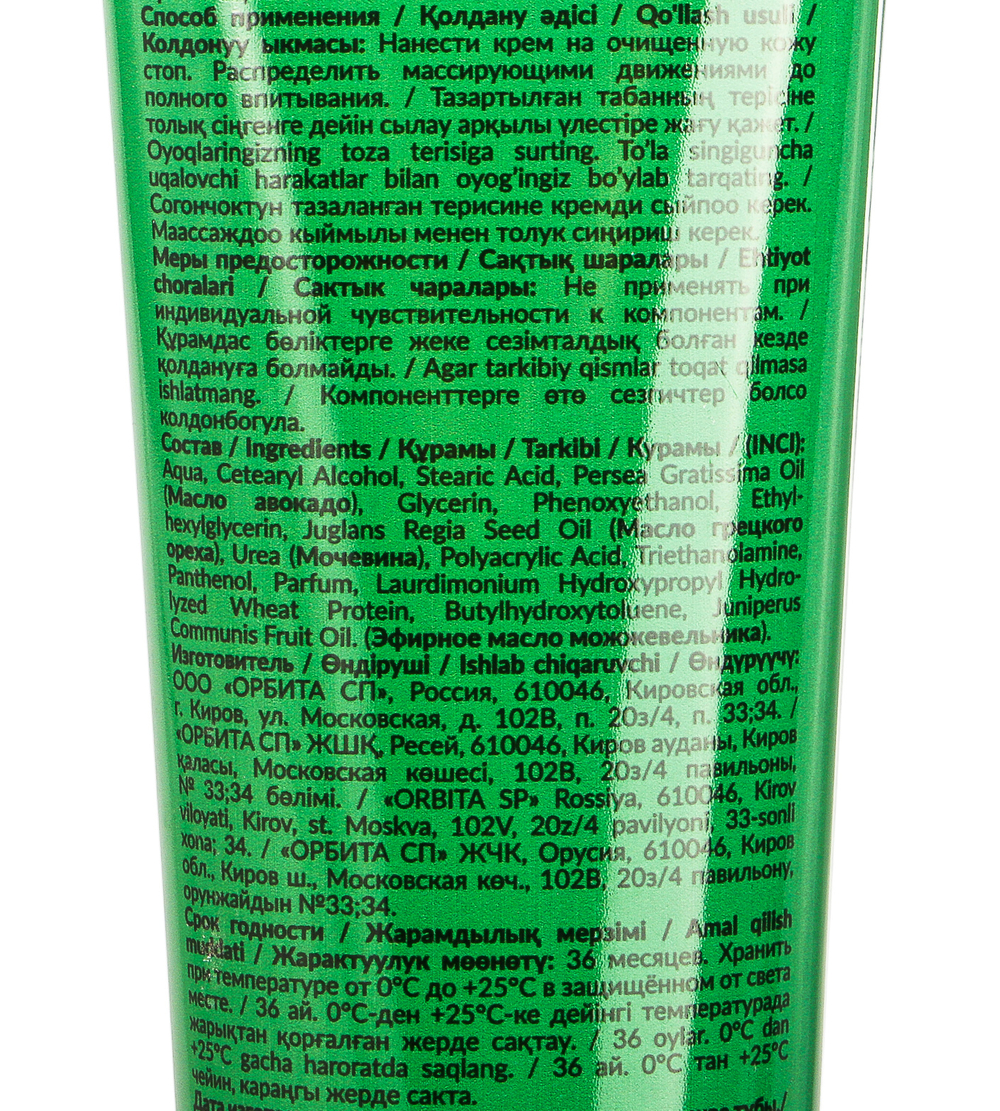 Способ применения / Қолдану әдісі / Qo'llash usuli /
Колдонуу ыкмасы: Нанести крем на очищенную кожу
стоп. Распределить массирующими движениями до
полного впитывания. / Тазартылған табанның терісіне
толық сіңгенге дейін сылау арқылы үлестіре жағу қажет. /
Oyoqlaringizning toza terisiga surting. To'la singiguncha
uqalovchi harakatlar bilan oyog'ingiz bo'ylab tarqating. /
Согончоктун тазаланган терисине кремди сыйпоо керек.
Маассаждоо кыймылы менен толук сиңириш керек.
Меры предосторожности / Сақтық шаралары / Ehtiyot
choralari / Сактык чаралары: Не применять при
индивидуальной чувствительности к компонентам. /
Құрамдас бөліктерге жеке сезімталдық болған кезде
қолдануға болмайды. / Agar tarkibiy qismlar toqat qilmasa
ishlatmang. / Компоненттерге өтө сезгичтер болсо
колдонбогула.
Состав / Ingredients / Құрамы / Tarkibi / Курамы / (INCI):
Aqua, Cetearyl Alcohol, Stearic Acid, Persea Gratissima Oil
(Масло авокадо), Glycerin, Phenoxyethanol, Ethyl-
hexylglycerin, Juglans Regia Seed Oil (Масло грецкого
ореха), Urea (Мочевина), Polyacrylic Acid, Triethanolamine,
Panthenol, Parfum, Laurdimonium Hydroxypropyl Hydro-
lyzed Wheat Protein, Butylhydroxytoluene, Juniperus
Communis Fruit Oil. (Эфирное масло можжевельника).
Изготовитель / Өндіруші / Ishlab chiqaruvchi / Өндүрүүчү:
ООО «ОРБИТА СП», Россия, 610046, Кировская обл.,
г. Киров, ул. Московская, д. 102В, п. 20з/4, п. 33;34. /
«ОРБИТА СП» ЖШҚ, Ресей, 610046, Киров ауданы, Киров
қаласы, Московская көшесі, 102В, 20з/4 павильоны,
№ 33;34 бөлімі. / «ORBITA SP» Rossiya, 610046, Kirov
viloyati, Kirov, st. Moskva, 102V, 20z/4 pavilyoni, 33-sonli
xona; 34. / «ОРБИТА СП» ЖЧК, Орусия, 610046, Киров
обл., Киров ш., Московская көч., 102В, 20з/4 павильону,
орунжайдын №33;34.
Срок годности / Жарамдылық мерзімі / Amal qilish
muddati / Жарактуулук мөөнөтү: 36 месяцев. Хранить
при температуре от 0°С до +25°С в защищённом от света
месте. / 36 ай. 0°С-ден +25°С-ке дейінгі температурада
жарықтан қорғалған жерде сақтау. / 36 oylar. 0°C dan
+25°C gacha haroratda saqlang. / 36 ай. 0°С тан +25°С
чейин, караңгы жерде сакта.